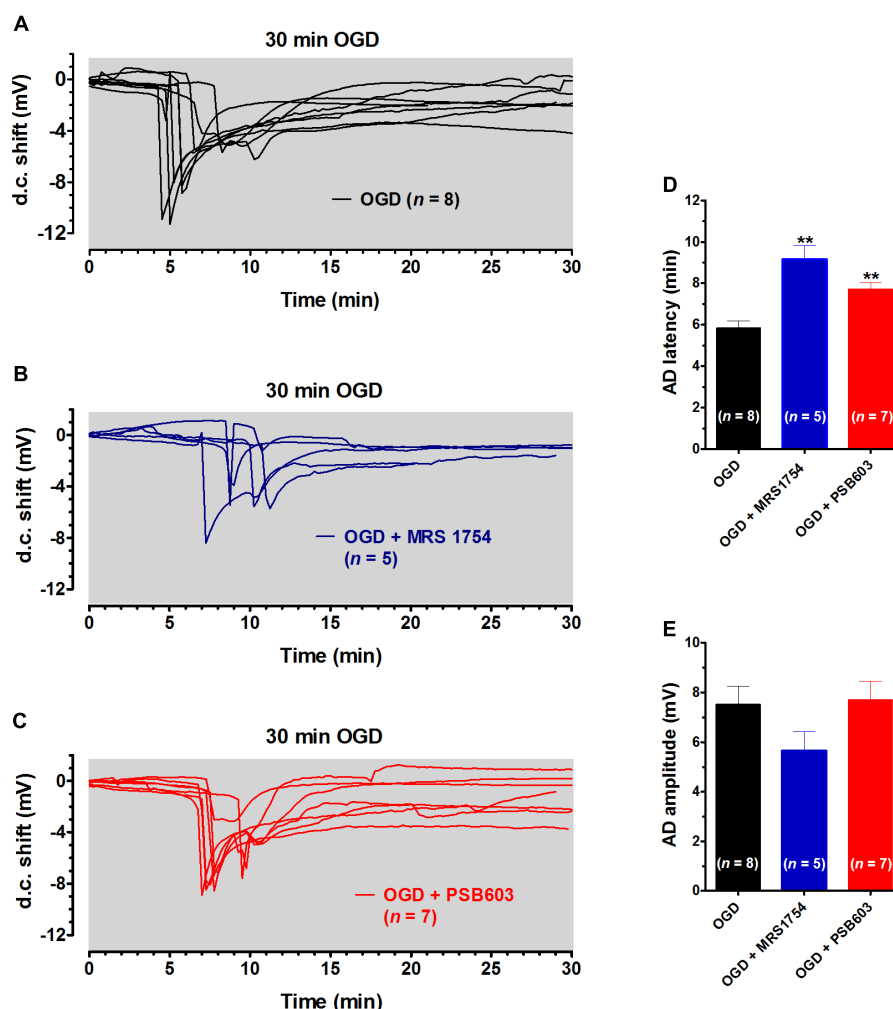 A
30 min OGD
d.c. shift (mV)
0
-4
-8
-12
OGD (n = 8)
0 5 10 15 20 25 30
Time (min)
B
30 min OGD
d.c. shift (mV)
0
-4
-8
-12
OGD + MRS 1754
(n = 5)
0 5 10 15 20 25 30
Time (min)
C
30 min OGD
d.c. shift (mV)
0
-4
-8
-12
OGD + PSB603
(n = 7)
0 5 10 15 20 25 30
Time (min)
D
AD latency (min)
12
10
8
6
4
2
0
** **
(n = 8) (n = 5) (n = 7)
OGD
OGD + MRS1754
OGD + PSB603
E
AD amplitude (mV)
10
8
6
4
2
0
(n = 8) (n = 5) (n = 7)
OGD
OGD + MRS1754
OGD + PSB603